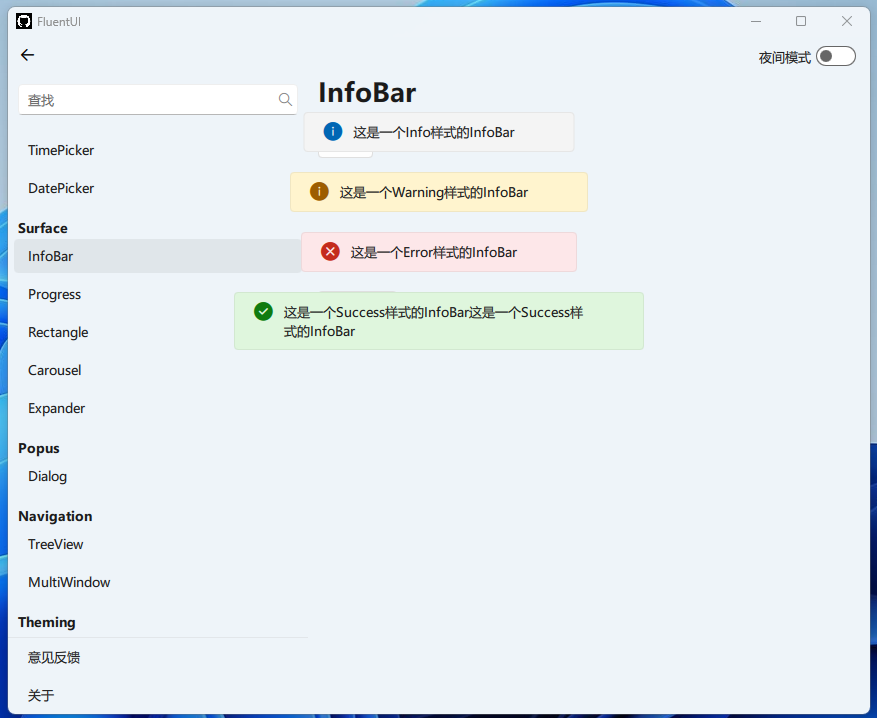 FluentUI
夜间模式
查找
TimePicker
DatePicker
Surface
InfoBar
Progress
Rectangle
Carousel
Expander
Popus
Dialog
Navigation
TreeView
MultiWindow
Theming
意见反馈
关于
InfoBar
这是一个Info样式的InfoBar
这是一个Warning样式的InfoBar
这是一个Error样式的InfoBar
这是一个Success样式的InfoBar这是一个Success样
式的InfoBar